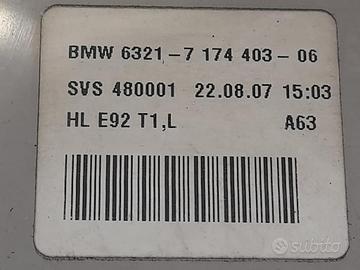 BMW 6321-7 174 403-06
SVS 480001 22.08.07 15:03
HL E92 T1,L A63
subito